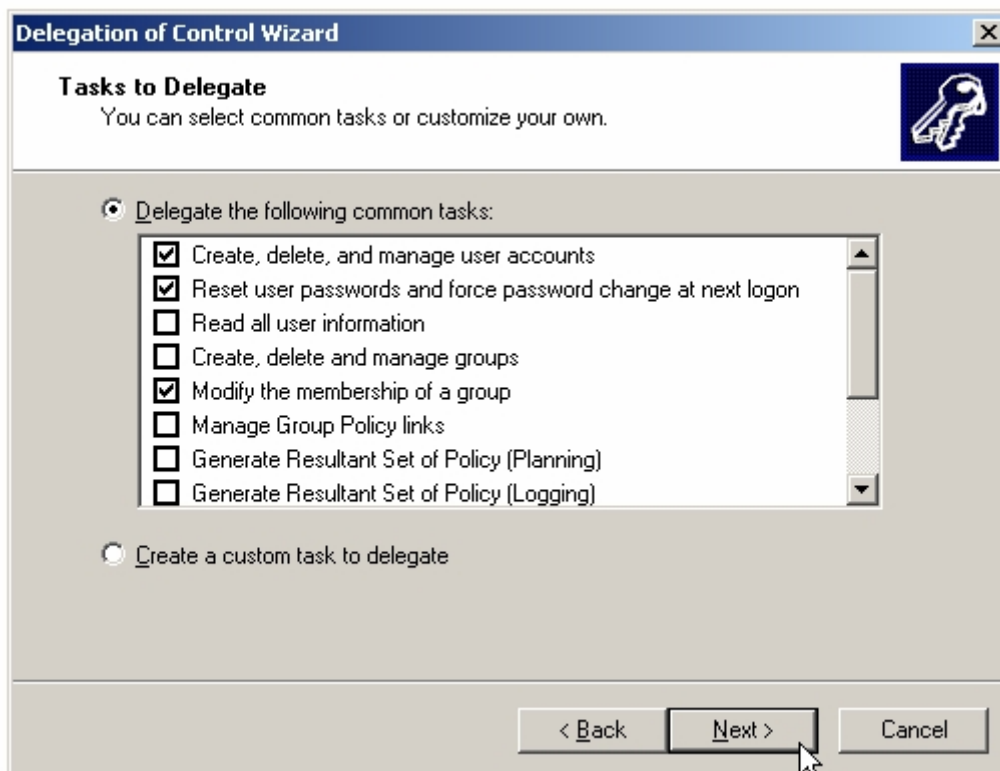 Delegation of Control Wizard
Tasks to Delegate
You can select common tasks or customize your own.
Delegate the following common tasks:
Create, delete, and manage user accounts
Reset user passwords and force password change at next logon
Read all user information
Create, delete and manage groups
Modify the membership of a group
Manage Group Policy links
Generate Resultant Set of Policy (Planning)
Generate Resultant Set of Policy (Logging)
Create a custom task to delegate
< Back Next > Cancel